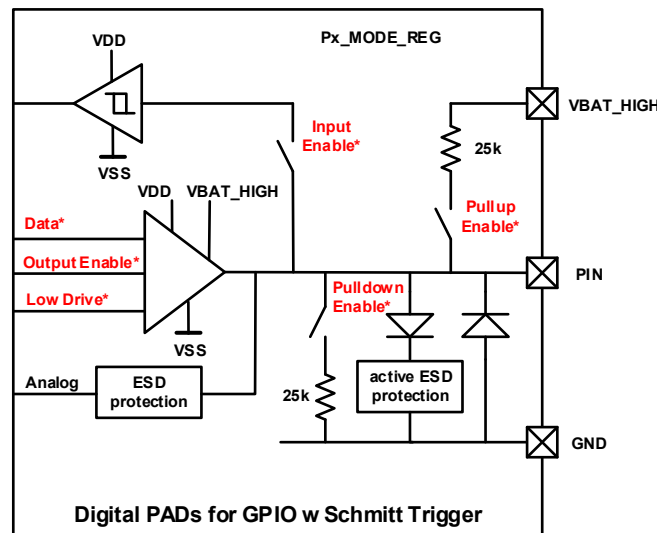 Px_MODE_REG
VDD
VBAT_HIGH
Input
Enable*
25k
VSS
VDD
VBAT_HIGH
Pullup
Enable*
Data*
Output Enable*
PIN
Low Drive*
Pulldown
Enable*
VSS
Analog
ESD
protection
25k
active ESD
protection
GND
Digital PADs for GPIO w Schmitt Trigger